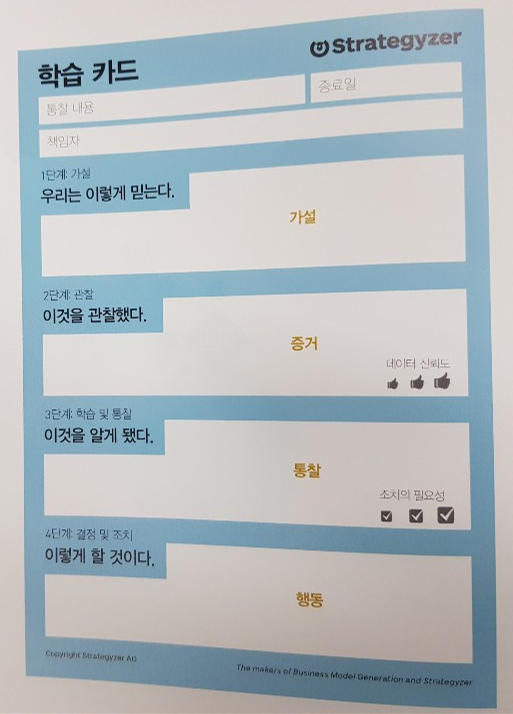 Strategyzer
학습 카드
통찰 내용
종료일
책임자
1단계: 가설
우리는 이렇게 믿는다.
가설
2단계: 관찰
이것을 관찰했다.
증거
데이터 신뢰도
3단계: 학습 및 통찰
이것을 알게 됐다.
통찰
조치의 필요성
4단계: 결정 및 조치
이렇게 할 것이다.
행동
Copyright Strategyzer AG
The makers of Business Model Generation and Strategyzer